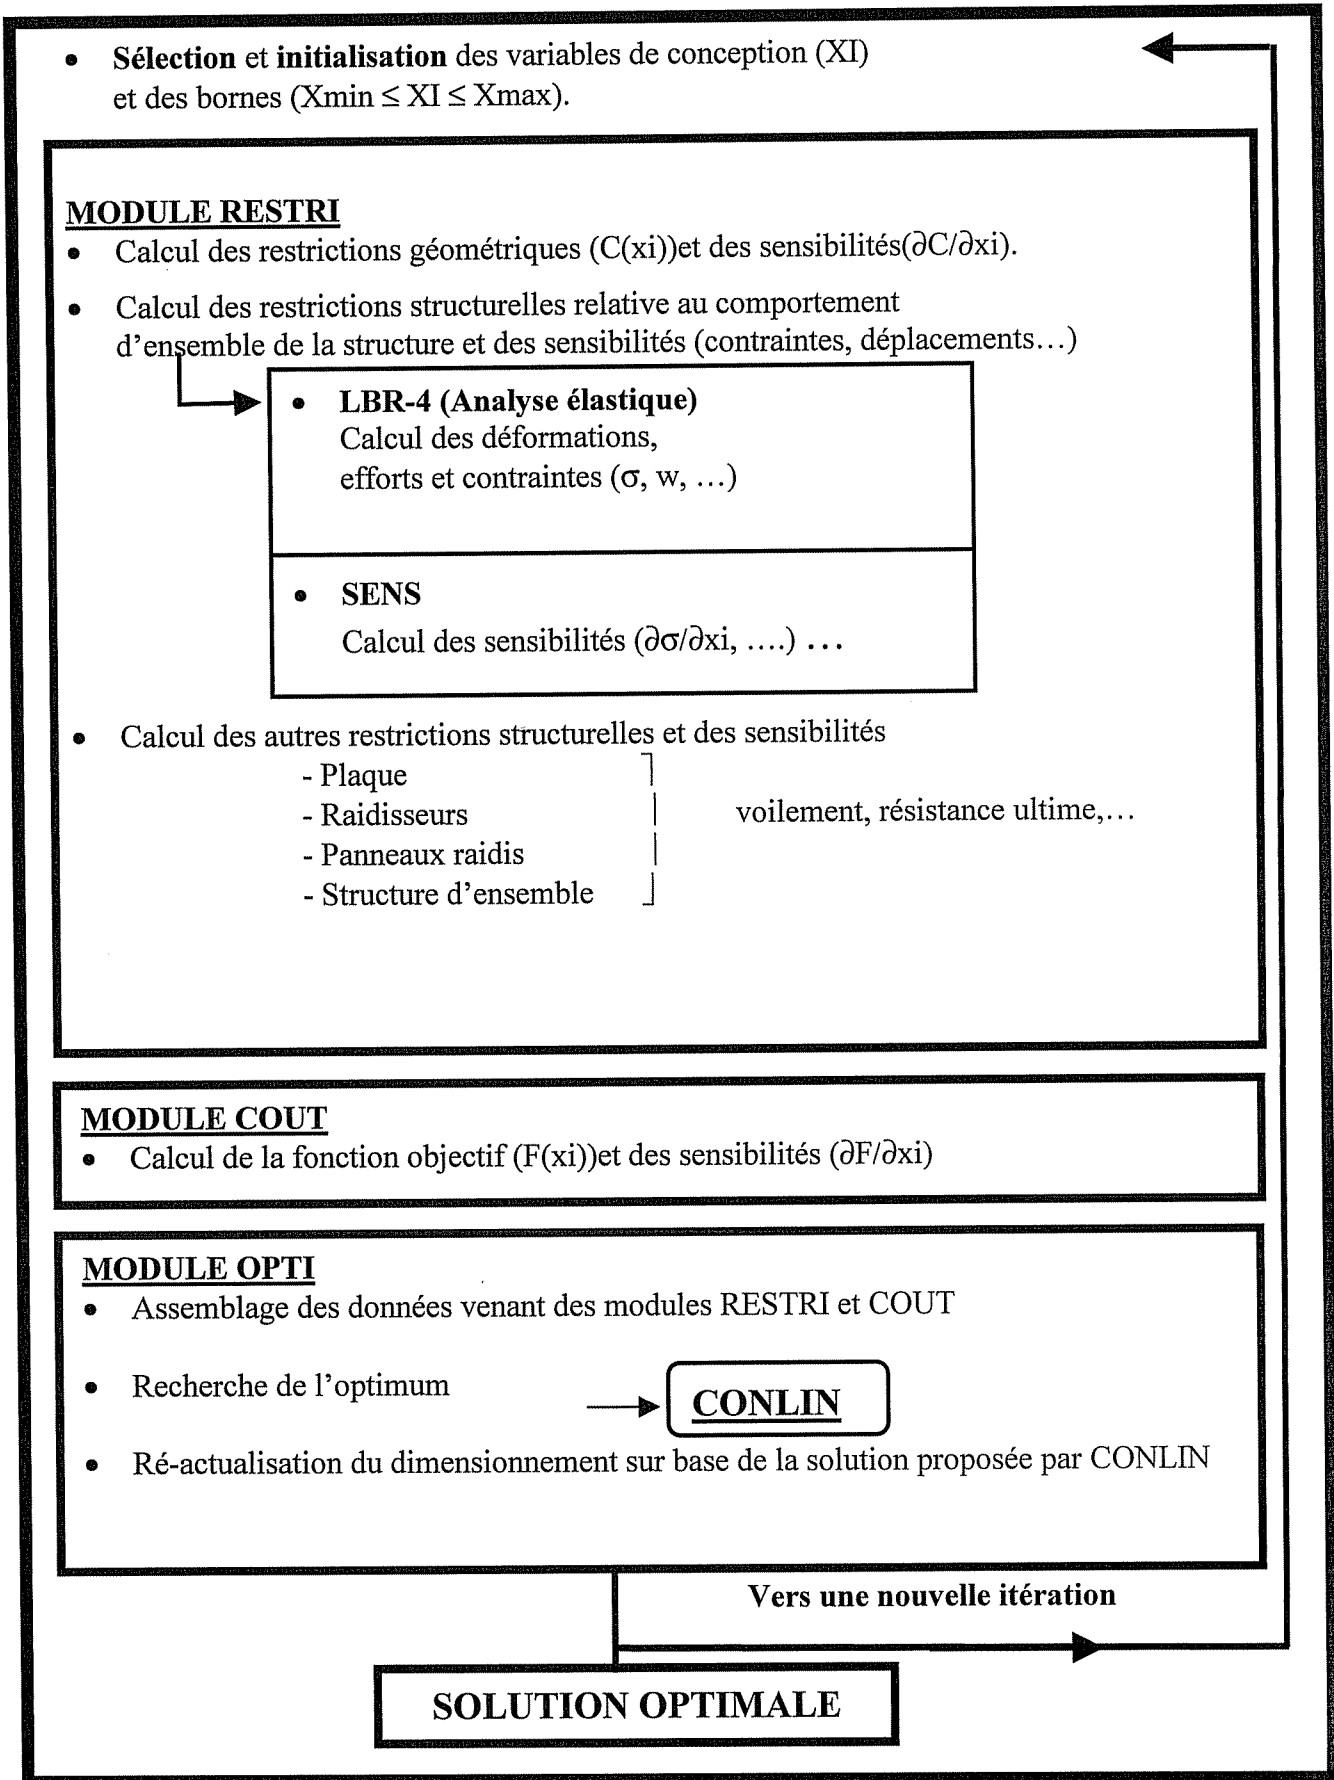 • Sélection et initialisation des variables de conception (XI)
et des bornes (Xmin ≤ XI ≤ Xmax).
MODULE RESTRI
• Calcul des restrictions géométriques (C(xi))et des sensibilités(∂C/∂xi).
• Calcul des restrictions structurelles relative au comportement
d’ensemble de la structure et des sensibilités (contraintes, déplacements…)
• LBR-4 (Analyse élastique)
Calcul des déformations,
efforts et contraintes (σ, w, …)
• SENS
Calcul des sensibilités (∂σ/∂xi, ….) …
• Calcul des autres restrictions structurelles et des sensibilités
- Plaque
- Raidisseurs voilement, résistance ultime,…
- Panneaux raidis
- Structure d’ensemble
MODULE COUT
• Calcul de la fonction objectif (F(xi))et des sensibilités (∂F/∂xi)
MODULE OPTI
• Assemblage des données venant des modules RESTRI et COUT
• Recherche de l’optimum CONLIN
• Ré-actualisation du dimensionnement sur base de la solution proposée par CONLIN
Vers une nouvelle itération
SOLUTION OPTIMALE